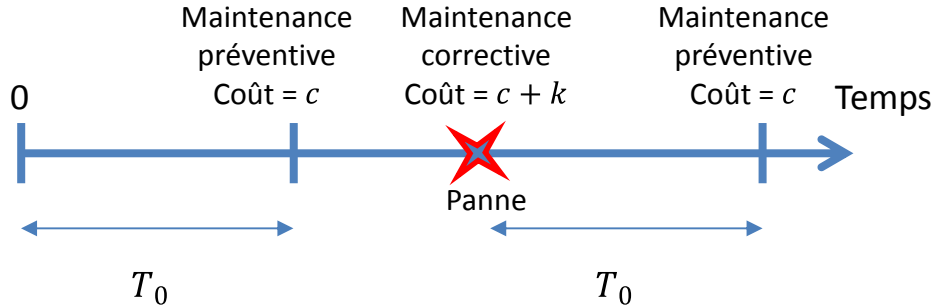 Maintenance
préventive
Coût = c
Maintenance
corrective
Coût = c + k
Maintenance
préventive
Coût = c
0
Temps
Panne
T₀
T₀